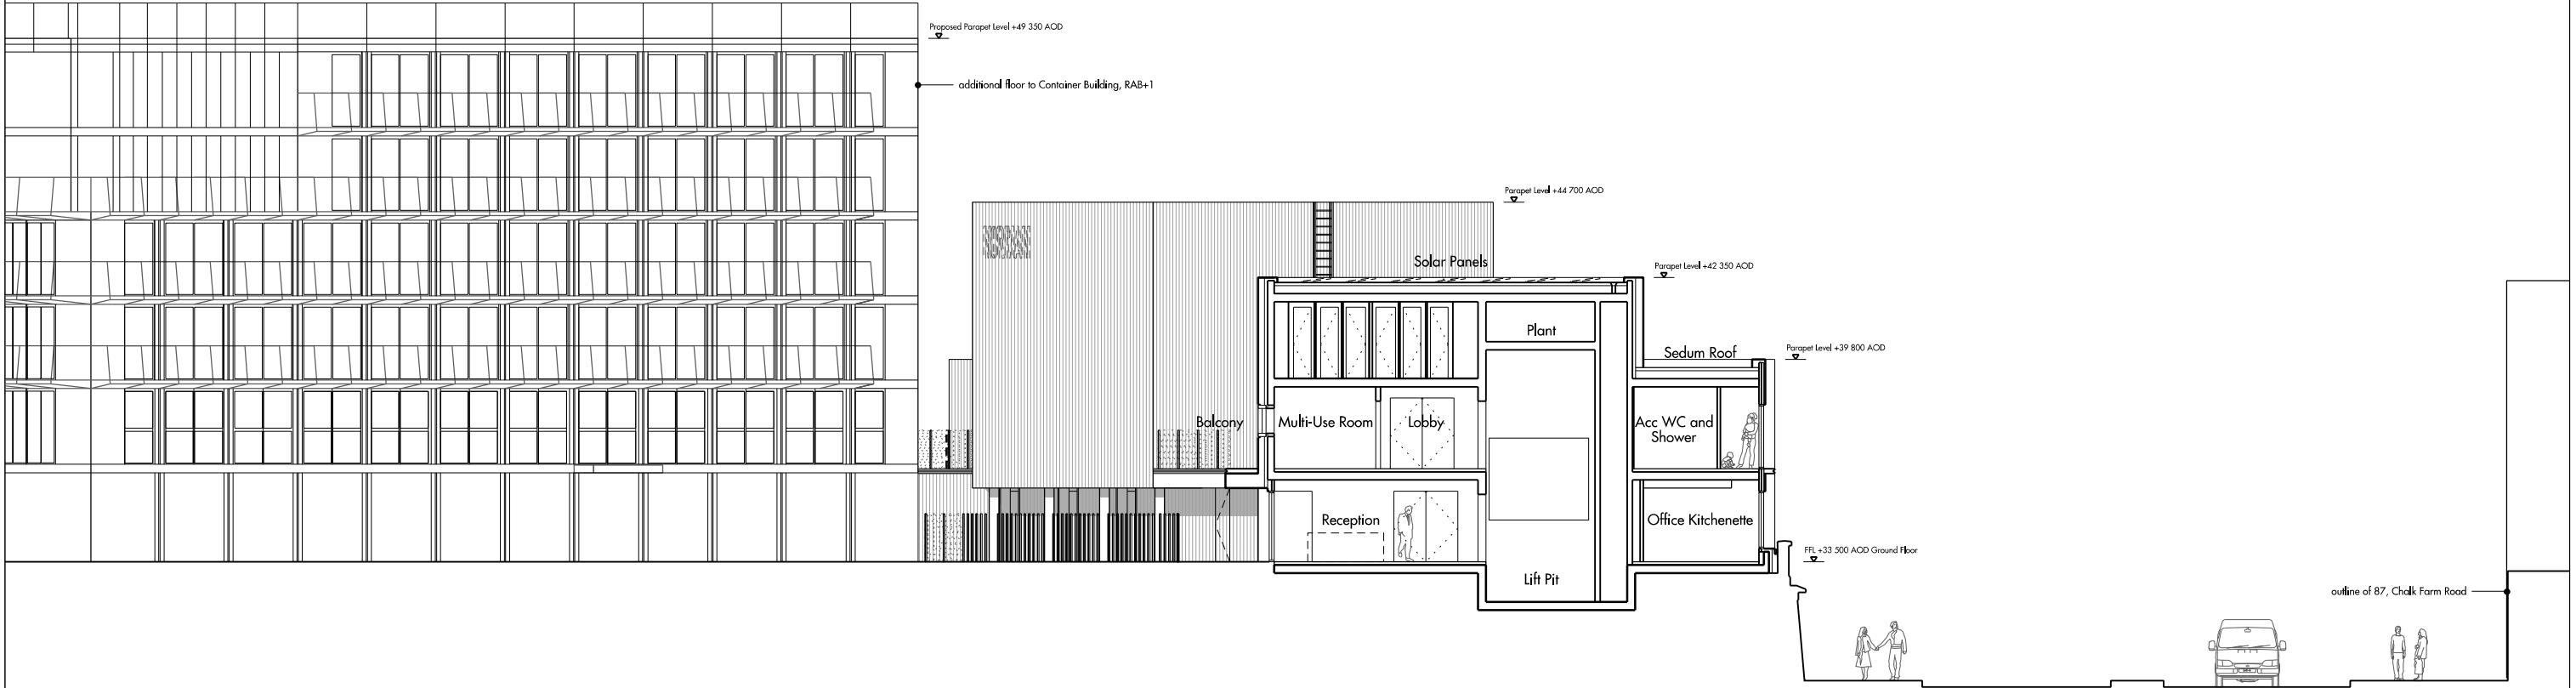 Proposed Parapet Level +49 350 AOD
additional floor to Container Building, RAB+1
Parapet Level +44 700 AOD
Solar Panels
Parapet Level +42 350 AOD
Plant
Sedum Roof
Parapet Level +39 800 AOD
Balcony
Multi-Use Room
Lobby
Acc WC and
Shower
Reception
Office Kitchenette
FFL +33 500 AOD Ground Floor
Lift Pit
outline of 87, Chalk Farm Road